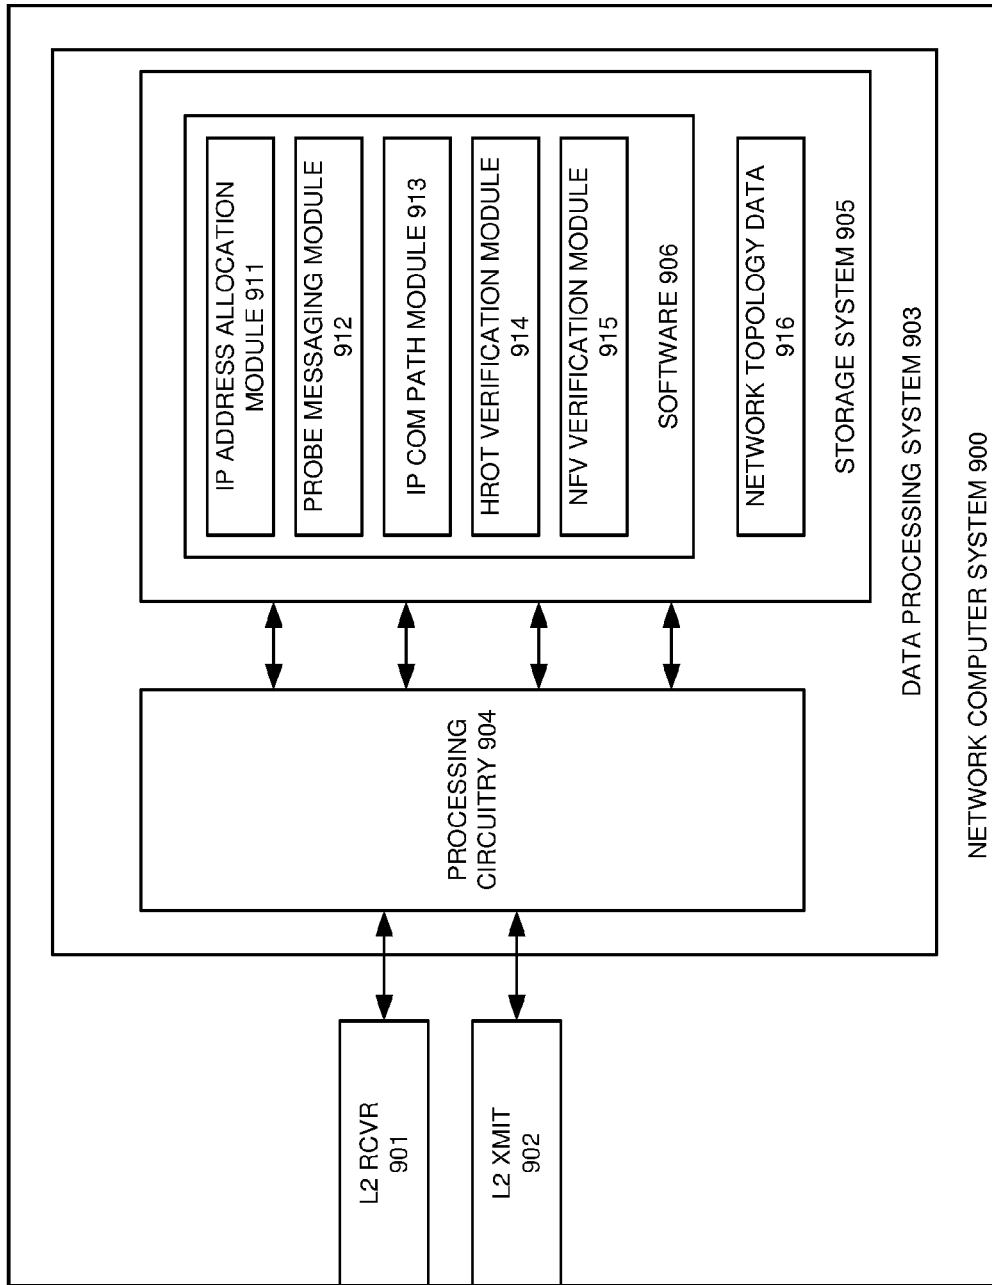 L2 RCVR
901
L2 XMIT
902
PROCESSING
CIRCUITRY 904
IP ADDRESS ALLOCATION
MODULE 911
PROBE MESSAGING MODULE
912
IP COM PATH MODULE 913
HROT VERIFICATION MODULE
914
NFV VERIFICATION MODULE
915
SOFTWARE 906
NETWORK TOPOLOGY DATA
916
STORAGE SYSTEM 905
DATA PROCESSING SYSTEM 903
NETWORK COMPUTER SYSTEM 900